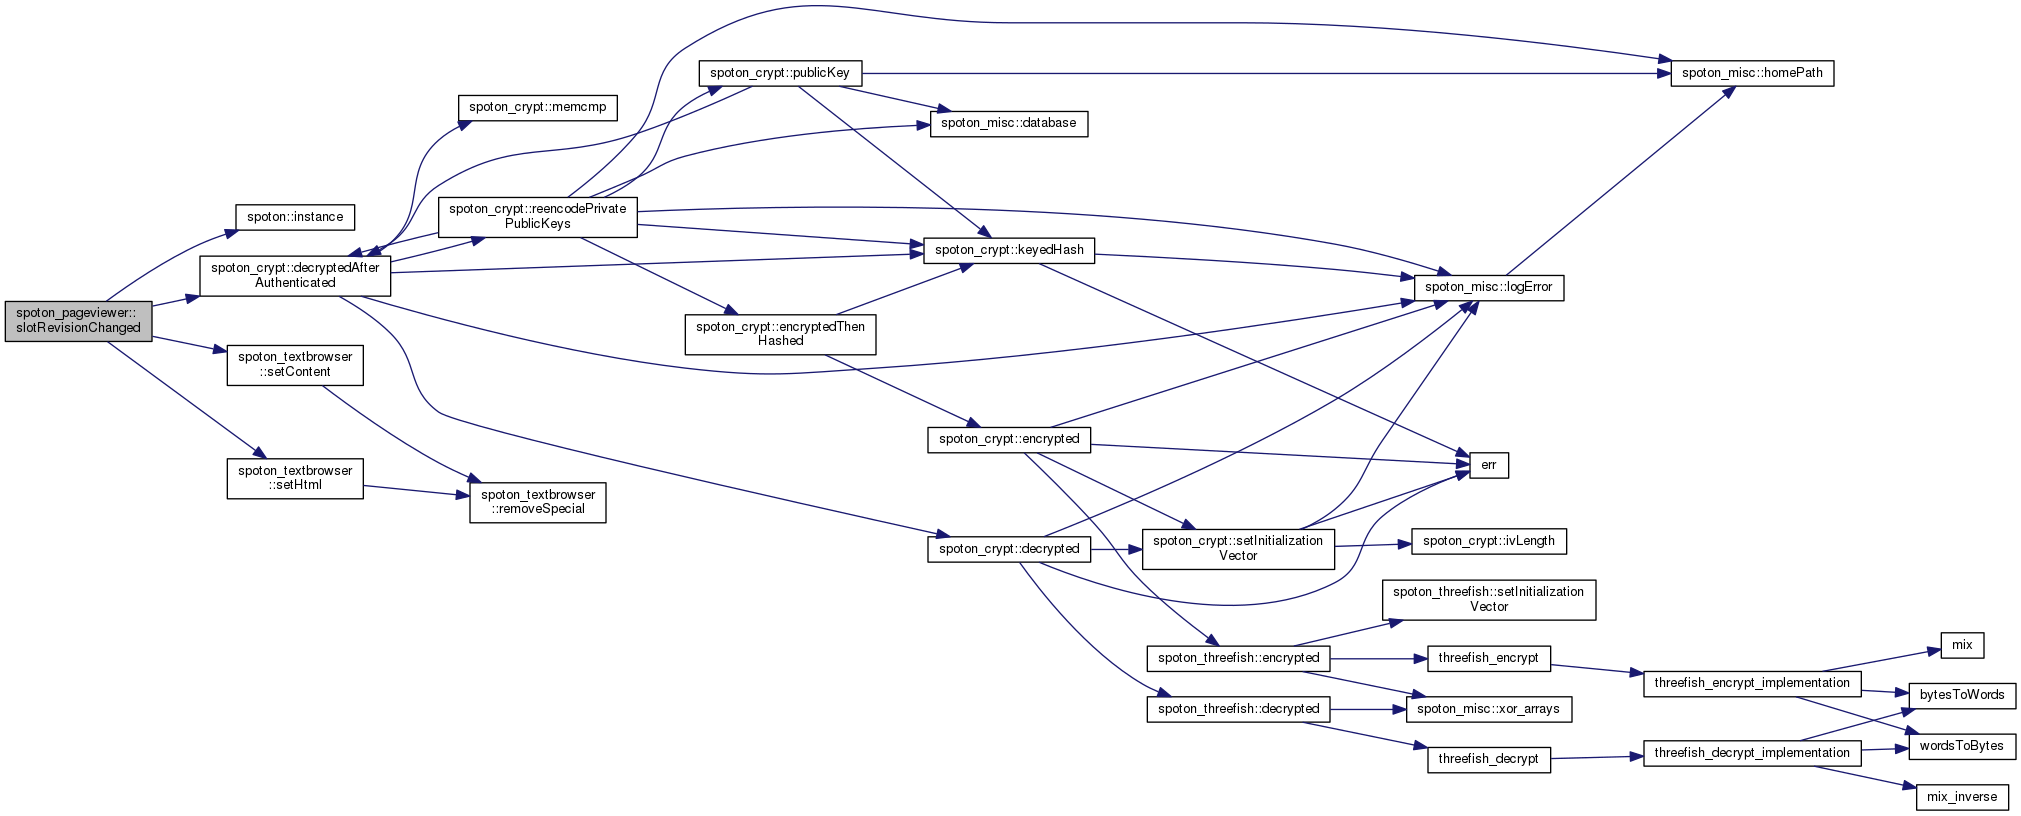 spoton_pageviewer::
slotRevisionChanged
spoton::instance
spoton_crypt::decryptedAfter
Authenticated
spoton_textbrowser
::setContent
spoton_textbrowser
::setHtml
spoton_crypt::memcmp
spoton_crypt::reencodePrivate
PublicKeys
spoton_textbrowser
::removeSpecial
spoton_crypt::publicKey
spoton_crypt::encryptedThen
Hashed
spoton_misc::database
spoton_crypt::keyedHash
spoton_crypt::encrypted
spoton_crypt::decrypted
spoton_crypt::setInitialization
Vector
spoton_threefish::encrypted
spoton_threefish::decrypted
spoton_misc::homePath
spoton_misc::logError
err
spoton_crypt::ivLength
spoton_threefish::setInitialization
Vector
threefish_encrypt
spoton_misc::xor_arrays
threefish_decrypt
threefish_encrypt_implementation
threefish_decrypt_implementation
mix
bytesToWords
wordsToBytes
mix_inverse